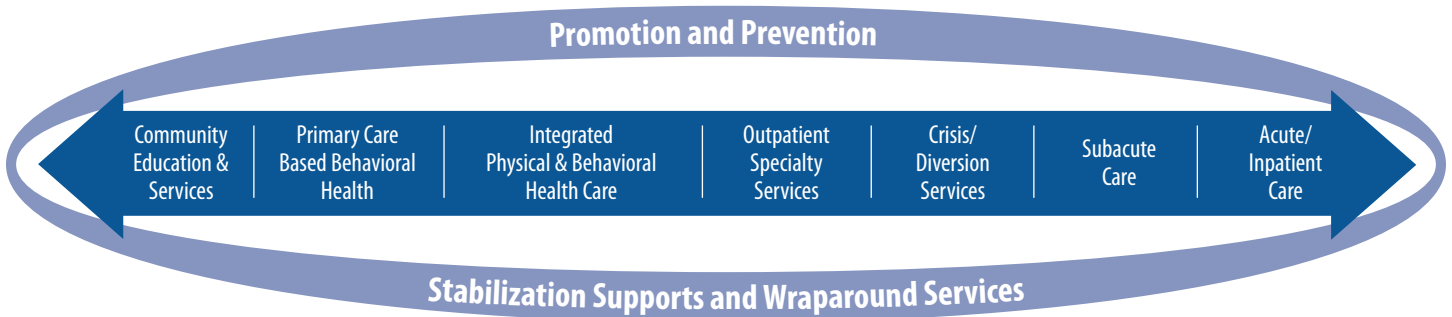 Promotion and Prevention
Community
Education &
Services
Primary Care
Based Behavioral
Health
Integrated
Physical & Behavioral
Health Care
Outpatient
Specialty
Services
Crisis/
Diversion
Services
Subacute
Care
Acute/
Inpatient
Care
Stabilization Supports and Wraparound Services